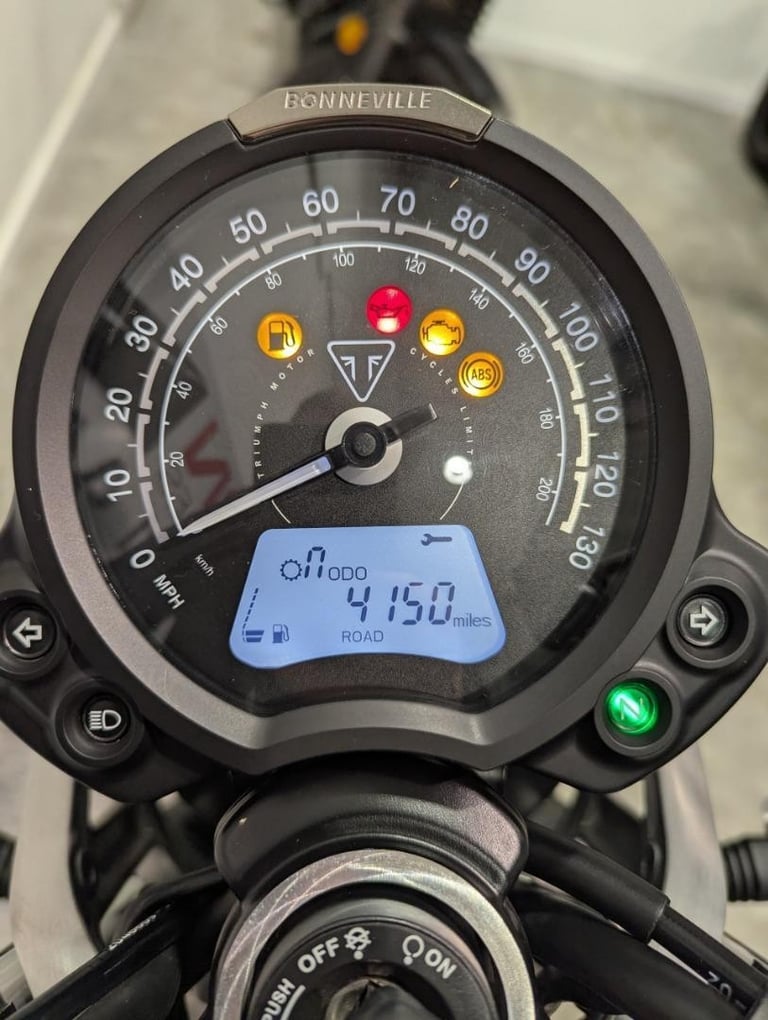 BONNEVILLE
0 10 20 30 40 50 60 70 80 90 100 110 120 130
MPH
20 40 60 80 100 120 140 160 180 200
km/h
TRIUMPH MOTOR CYCLES LIMIT
ABS
n ODO
4150 miles
ROAD
N
OFF
ON
PUSH